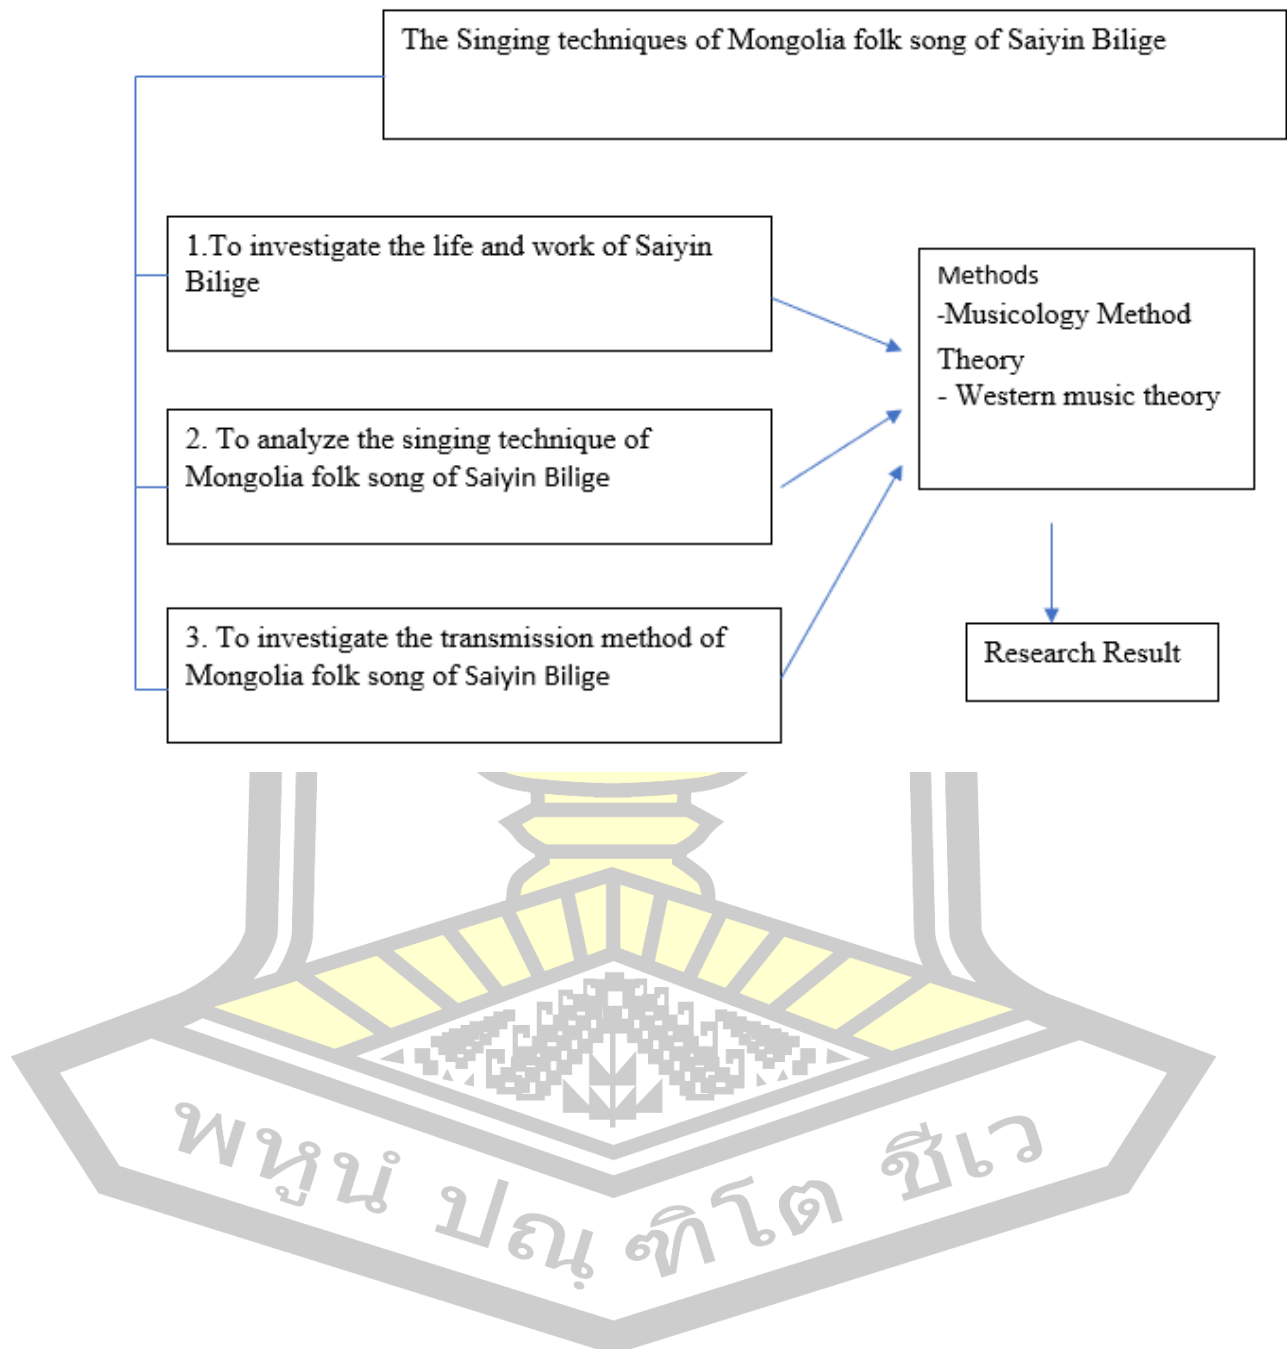 The Singing techniques of Mongolia folk song of Saiyin Bilige
1.To investigate the life and work of Saiyin
Bilige
2. To analyze the singing technique of
Mongolia folk song of Saiyin Bilige
3. To investigate the transmission method of
Mongolia folk song of Saiyin Bilige
Methods
-Musicology Method
Theory
- Western music theory
Research Result
พหูนํ ปณฺฑิโต ชีเว